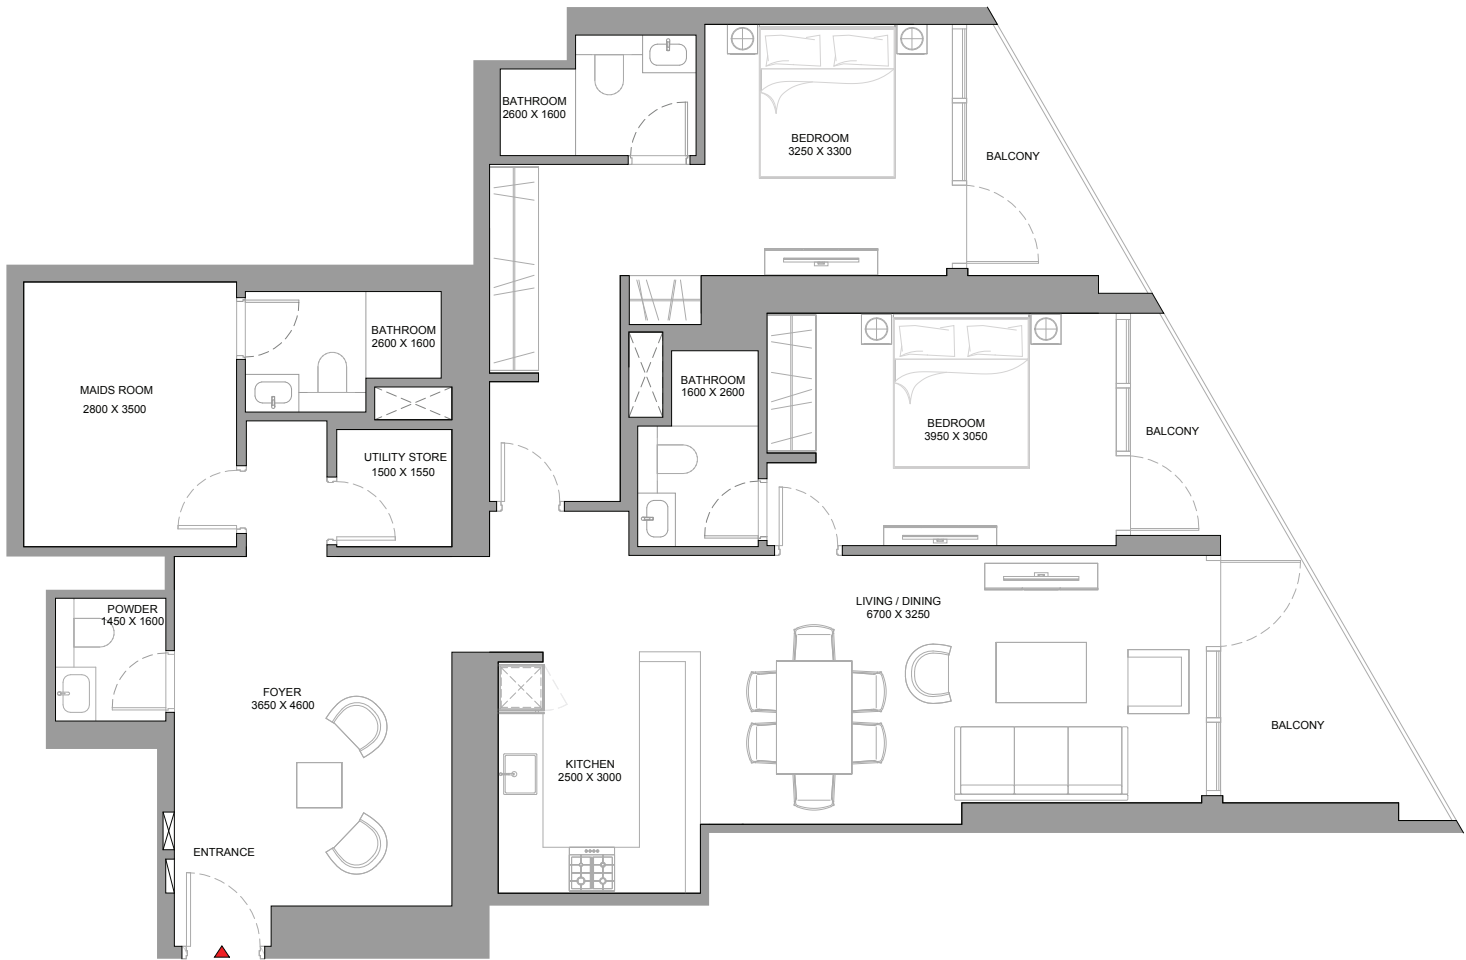 BATHROOM
2600 X 1600
BEDROOM
3250 X 3300
BALCONY
BATHROOM
2600 X 1600
MAIDS ROOM
2800 X 3500
BATHROOM
1600 X 2600
BEDROOM
3950 X 3050
BALCONY
UTILITY STORE
1500 X 1550
POWDER
1450 X 1600
LIVING / DINING
6700 X 3250
FOYER
3650 X 4600
BALCONY
KITCHEN
2500 X 3000
ENTRANCE